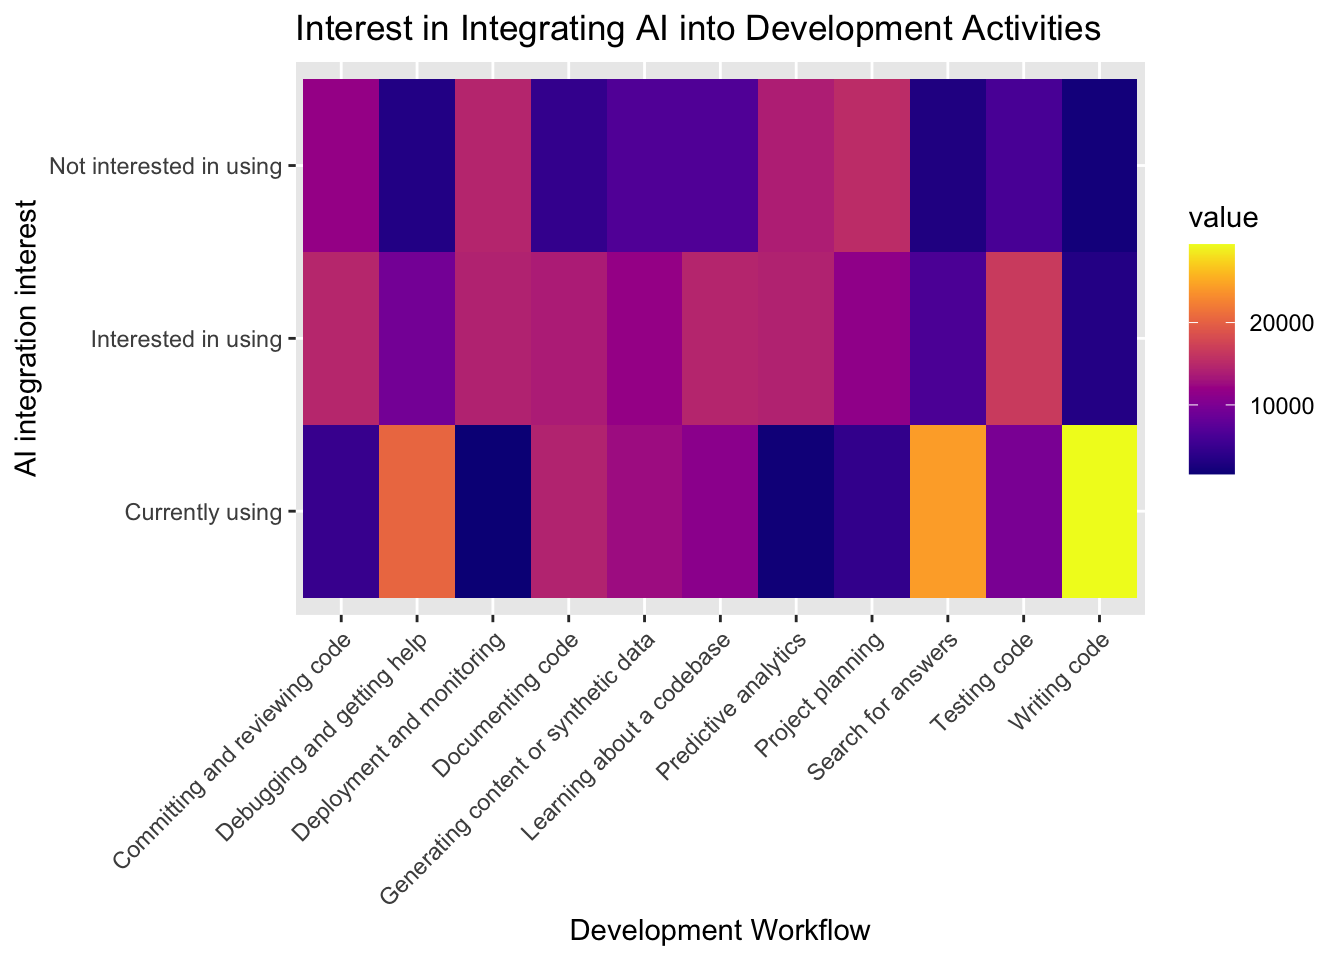 Interest in Integrating AI into Development Activities
AI integration interest
Not interested in using
Interested in using
Currently using
value
20000
10000
Committing and reviewing code
Debugging and getting help
Deployment and monitoring
Documenting code
Generating content or synthetic data
Learning about a codebase
Predictive analytics
Project planning
Search for answers
Testing code
Writing code
Development Workflow